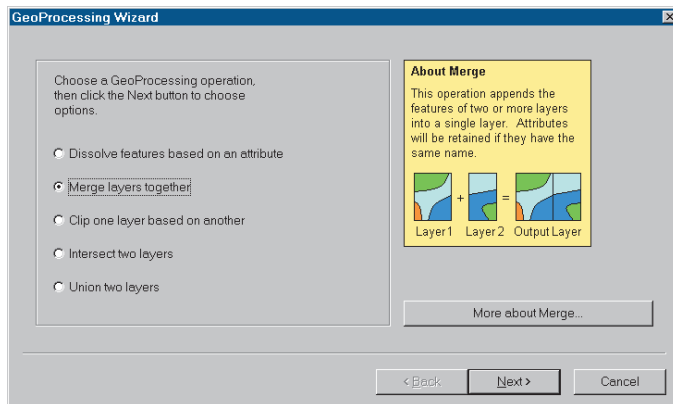 GeoProcessing Wizard
Choose a GeoProcessing operation,
then click the Next button to choose
options.
Dissolve features based on an attribute
Merge layers together
Clip one layer based on another
Intersect two layers
Union two layers
About Merge
This operation appends the
features of two or more layers
into a single layer. Attributes
will be retained if they have the
same name.
+ =
Layer 1 Layer 2 Output Layer
More about Merge...
< Back Next > Cancel